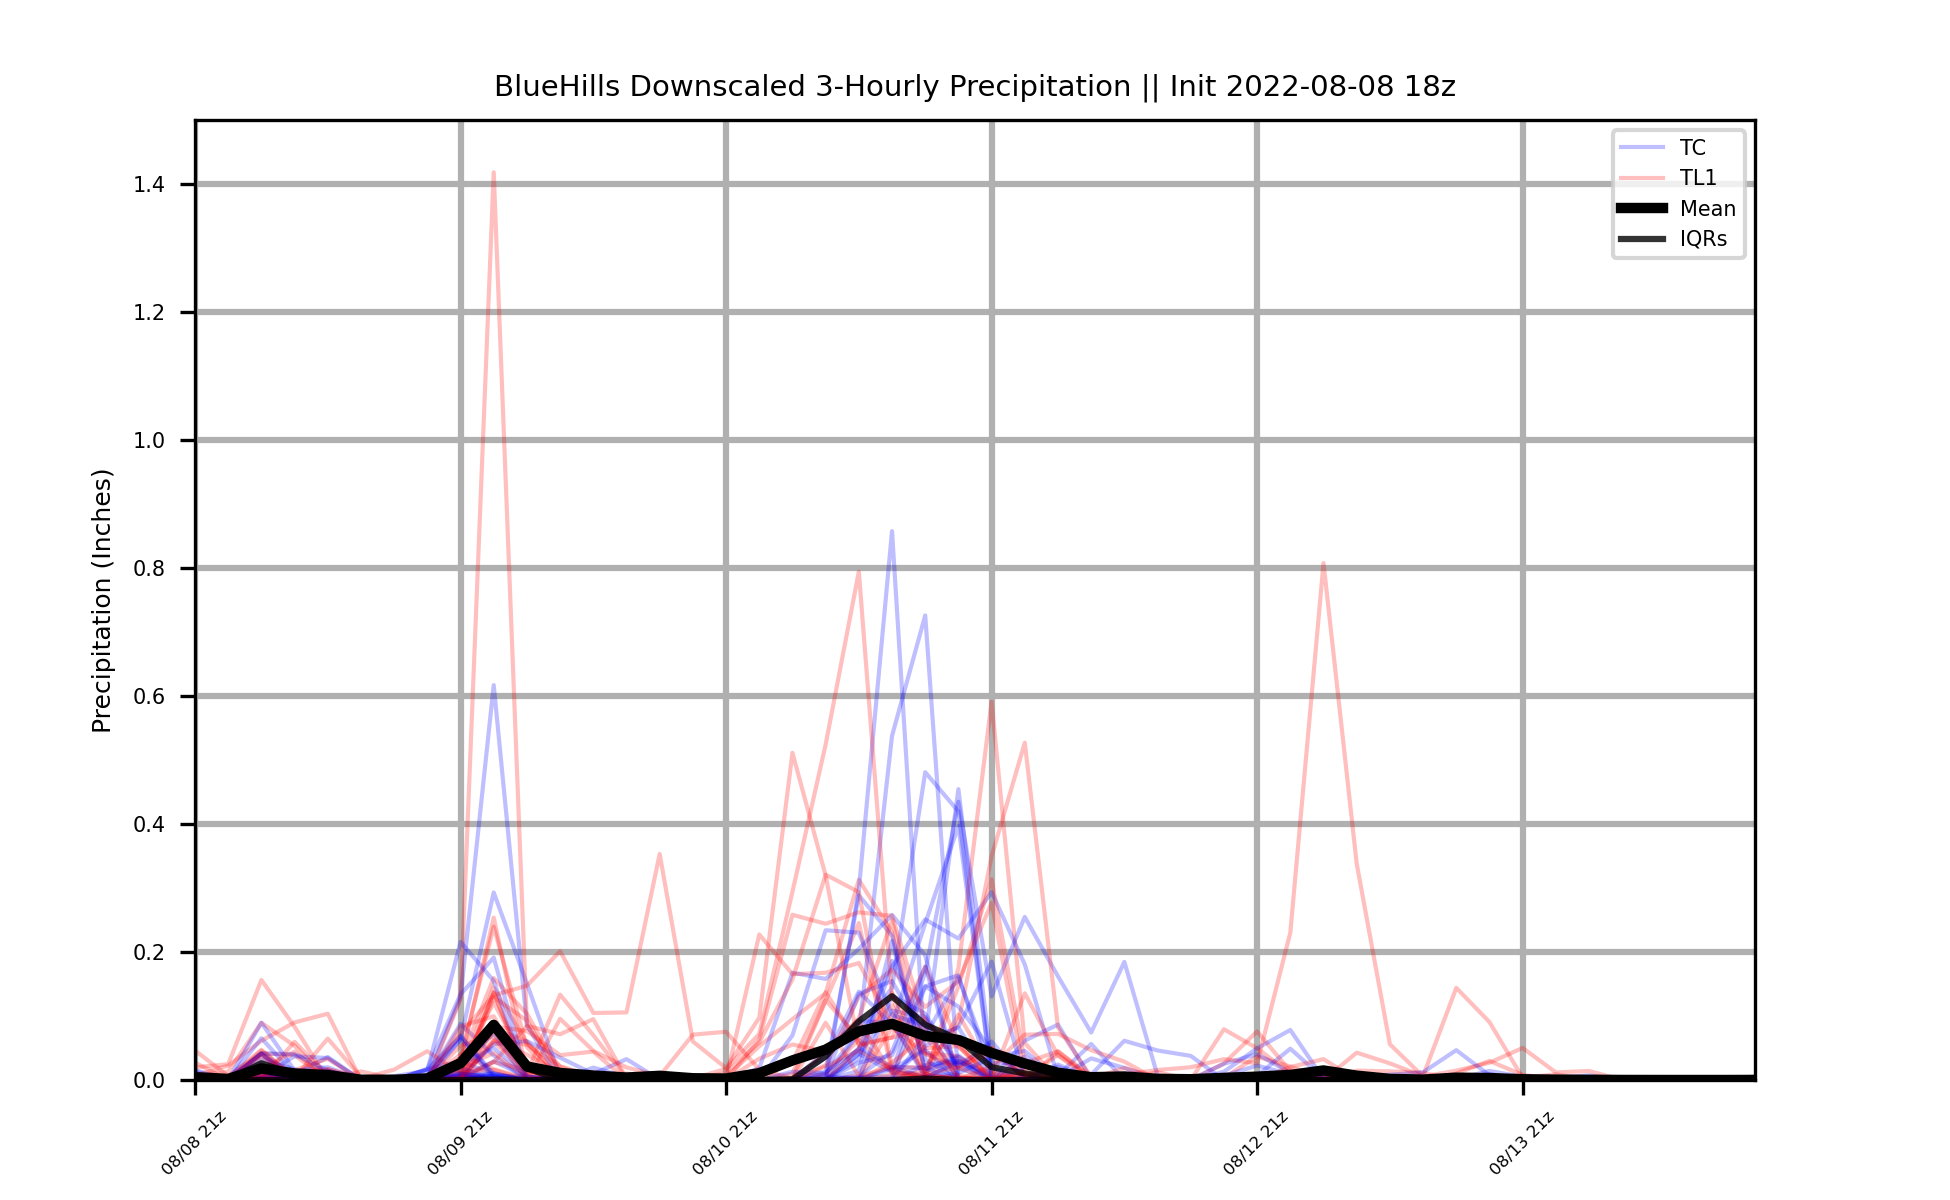 BlueHills Downscaled 3-Hourly Precipitation || Init 2022-08-08 18z
TC
TL1
Mean
IQRs
Precipitation (Inches)
1.4
1.2
1.0
0.8
0.6
0.4
0.2
0.0
08/08 21z
08/09 21z
08/10 21z
08/11 21z
08/12 21z
08/13 21z